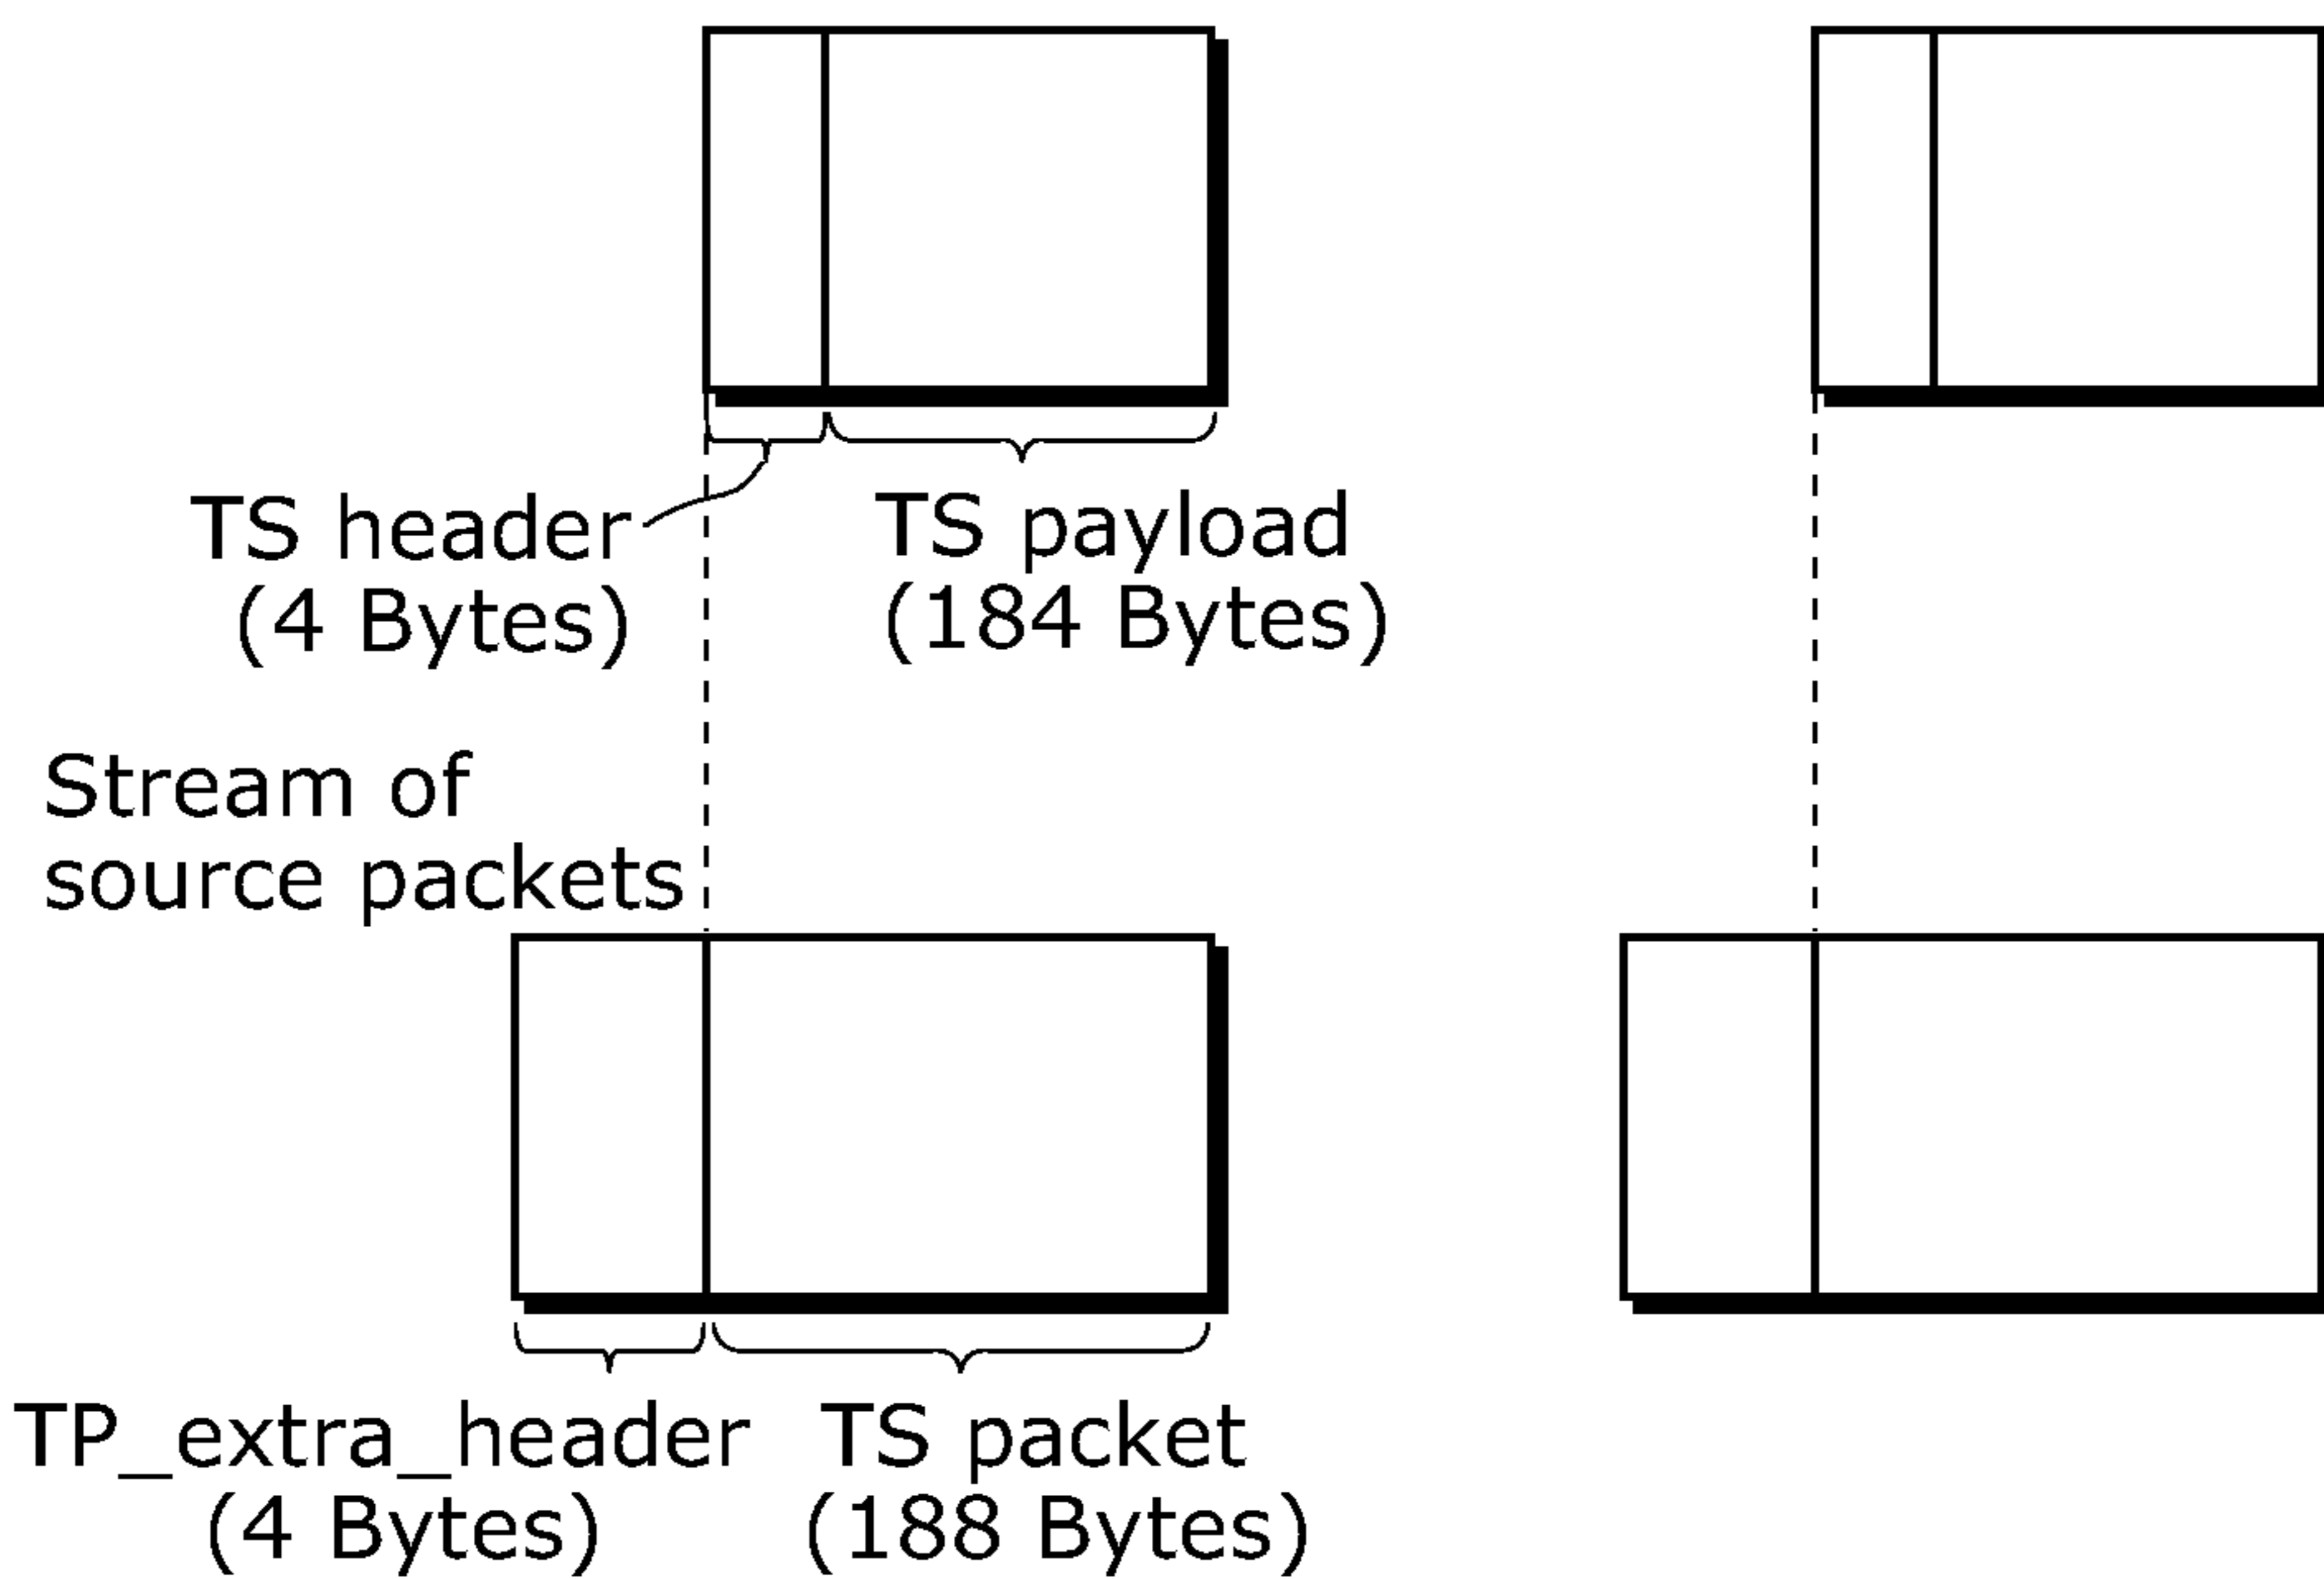 TS header
(4 Bytes)
TS payload
(184 Bytes)
Stream of
source packets
TP_extra_header
(4 Bytes)
TS packet
(188 Bytes)